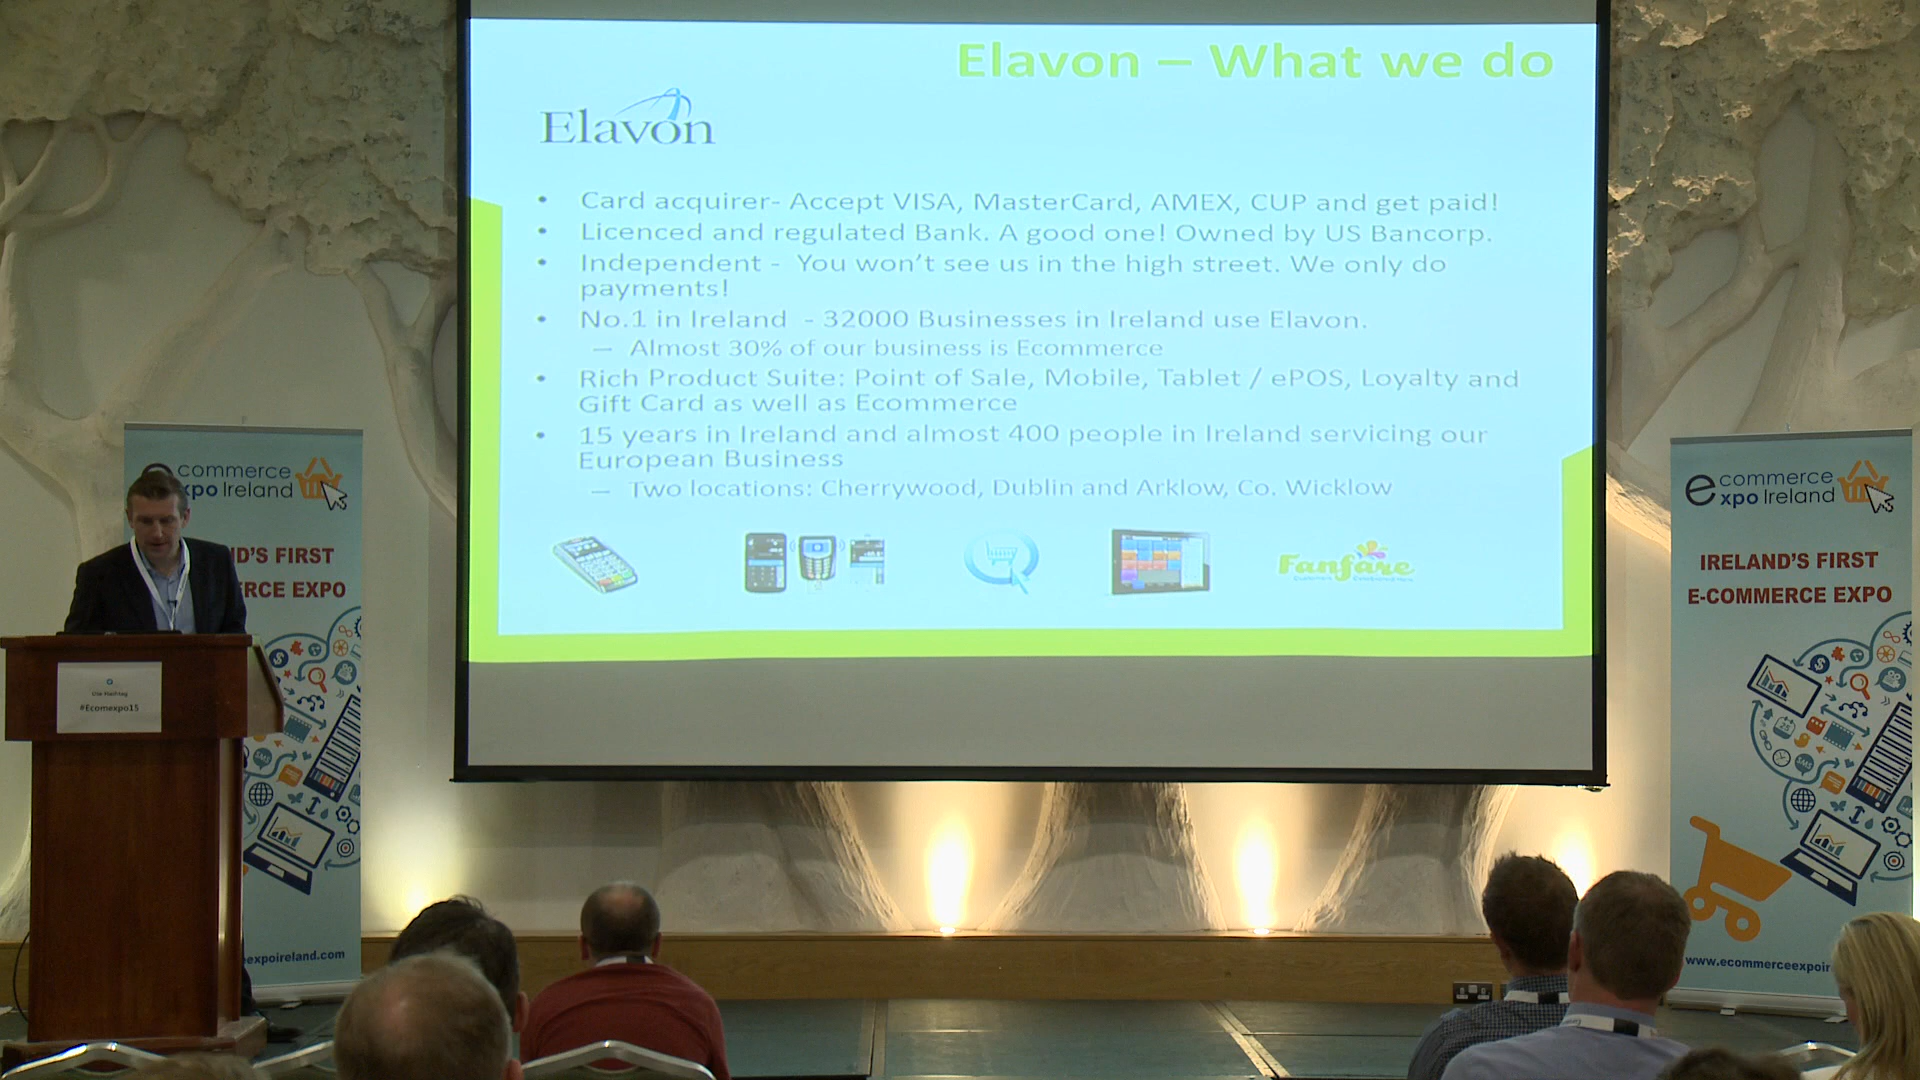 Elavon – What we do
Elavon
• Card acquirer- Accept VISA, MasterCard, AMEX, CUP and get paid!
• Licenced and regulated Bank. A good one! Owned by US Bancorp.
• Independent - You won't see us in the high street. We only do
payments!
• No.1 in Ireland - 32000 Businesses in Ireland use Elavon.
– Almost 30% of our business is Ecommerce
• Rich Product Suite: Point of Sale, Mobile, Tablet / ePOS, Loyalty and
Gift Card as well as Ecommerce
• 15 years in Ireland and almost 400 people in Ireland servicing our
European Business
– Two locations: Cherrywood, Dublin and Arklow, Co. Wicklow
Fanfare
commerce
xpo Ireland
ND'S FIRST
RCE EXPO
expoireland.com
#Ecomexpo15
e commerce
xpo Ireland
IRELAND'S FIRST
E-COMMERCE EXPO
SMS
www.ecommerceexpoir